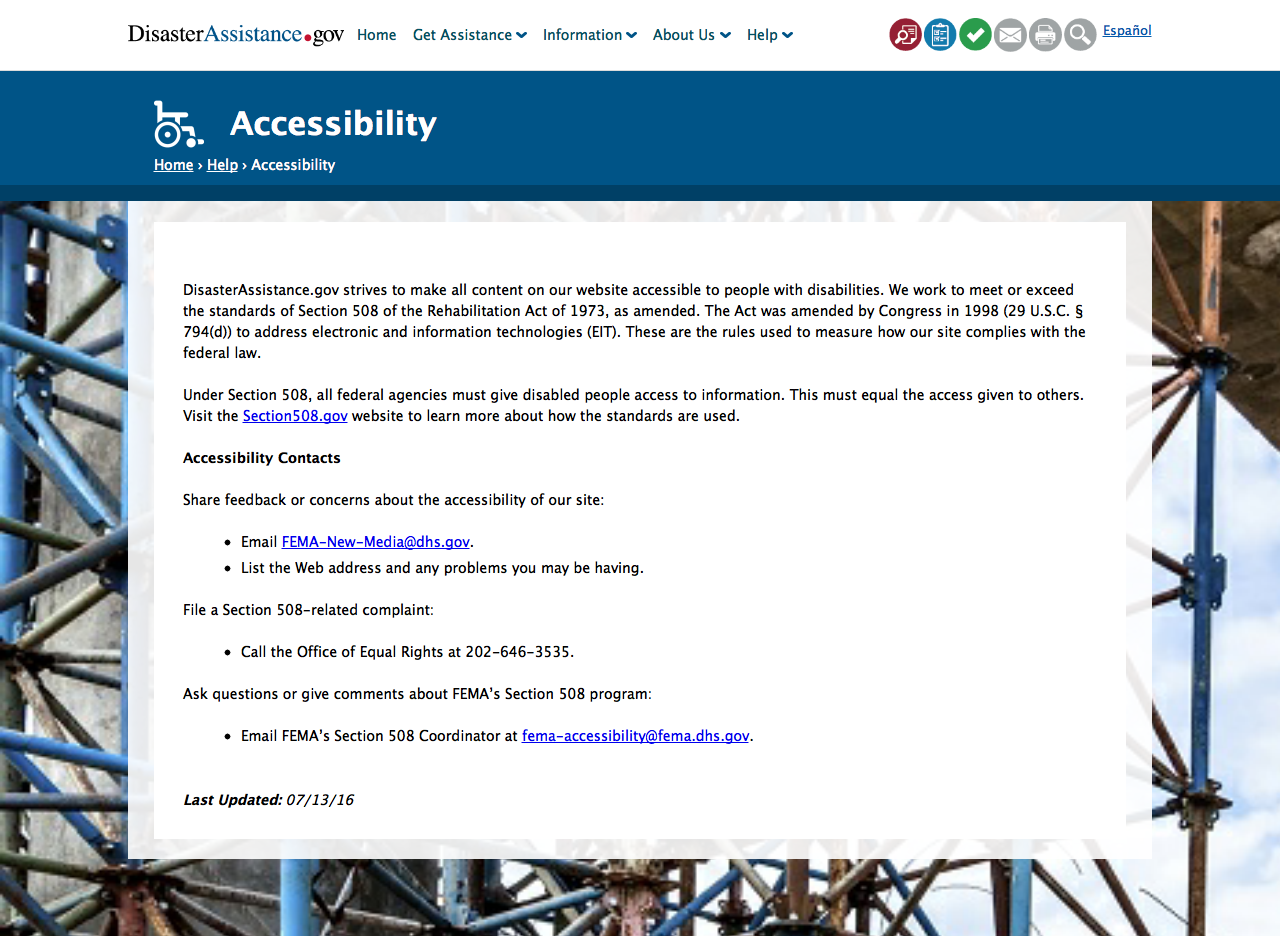 DisasterAssistance.gov Home Get Assistance Information About Us Help Español
Accessibility
Home › Help › Accessibility
DisasterAssistance.gov strives to make all content on our website accessible to people with disabilities. We work to meet or exceed
the standards of Section 508 of the Rehabilitation Act of 1973, as amended. The Act was amended by Congress in 1998 (29 U.S.C. §
794(d)) to address electronic and information technologies (EIT). These are the rules used to measure how our site complies with the
federal law.
Under Section 508, all federal agencies must give disabled people access to information. This must equal the access given to others.
Visit the Section508.gov website to learn more about how the standards are used.
Accessibility Contacts
Share feedback or concerns about the accessibility of our site:
• Email FEMA-New-Media@dhs.gov.
• List the Web address and any problems you may be having.
File a Section 508-related complaint:
• Call the Office of Equal Rights at 202-646-3535.
Ask questions or give comments about FEMA’s Section 508 program:
• Email FEMA’s Section 508 Coordinator at fema-accessibility@fema.dhs.gov.
Last Updated: 07/13/16